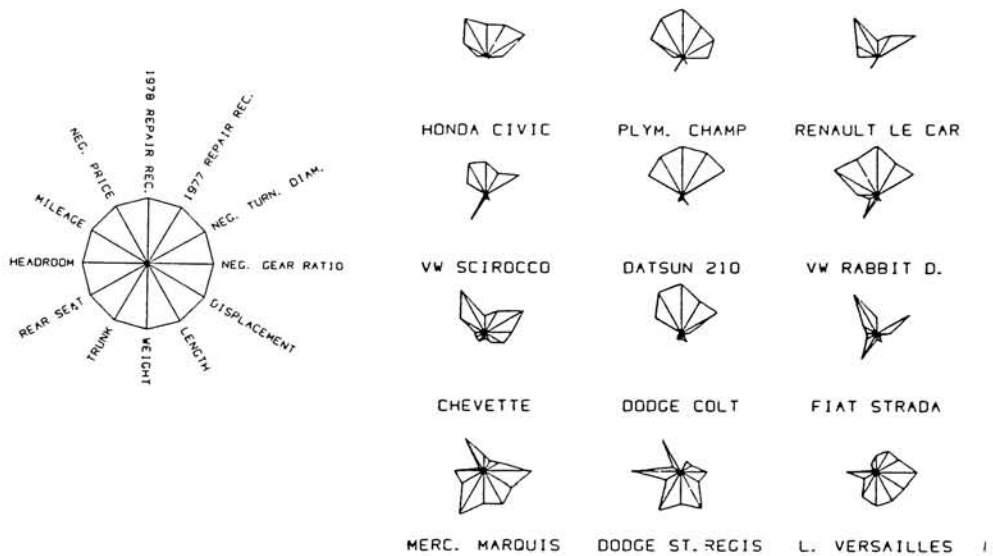 1978 REPAIR REC.
1977 REPAIR REC.
NEG. PRICE
NEG. TURN. DIAM.
MILEAGE
HEADROOM
NEG. GEAR RATIO
REAR SEAT
DISPLACEMENT
TRUNK
WEIGHT
LENGTH
HONDA CIVIC
PLYM. CHAMP
RENAULT LE CAR
VW SCIROCCO
DATSUN 210
VW RABBIT D.
CHEVETTE
DODGE COLT
FIAT STRADA
MERC. MARQUIS
DODGE ST. REGIS
L. VERSAILLES